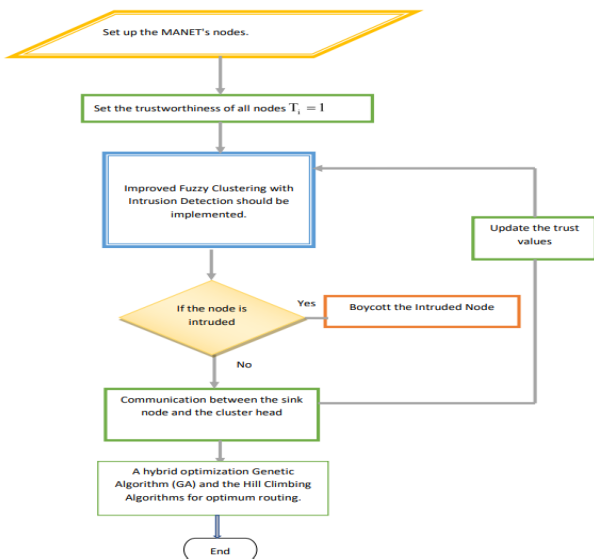 Set up the MANET's nodes.
Set the trustworthiness of all nodes T_i = 1
Improved Fuzzy Clustering with
Intrusion Detection should be
implemented.
Update the trust
values
If the node is
intruded
Yes
Boycott the Intruded Node
No
Communication between the sink
node and the cluster head
A hybrid optimization Genetic
Algorithm (GA) and the Hill Climbing
Algorithms for optimum routing.
End